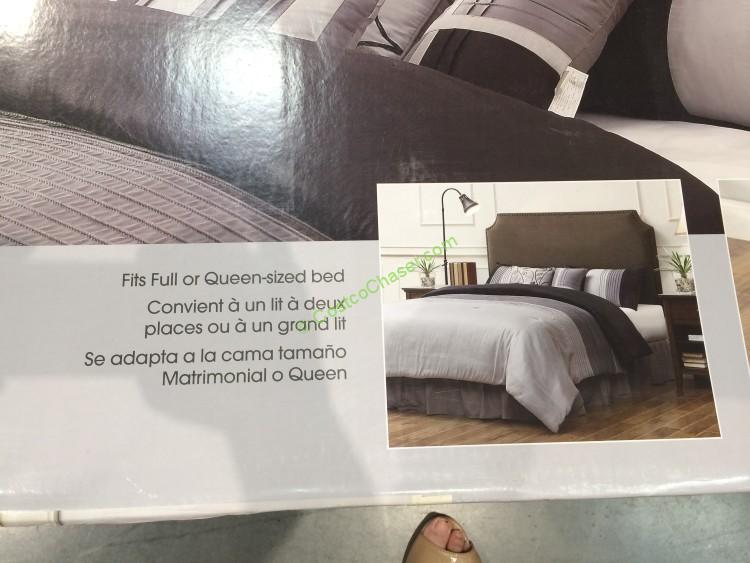 Fits Full or Queen-sized bed
Convient à un lit à deux
places ou à un grand lit
Se adapta a la cama tamaño
Matrimonial o Queen
© CostcoChaser.com